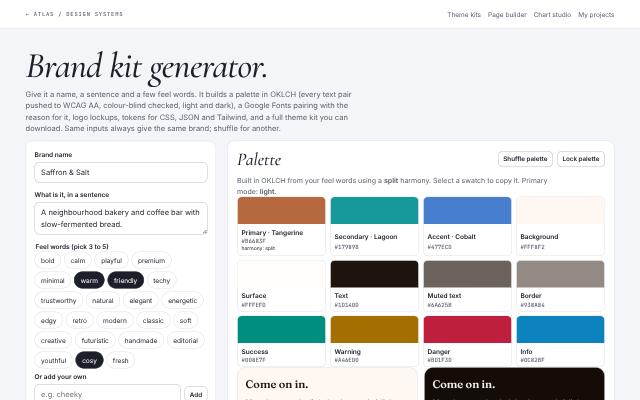 ← ATLAS / DESIGN SYSTEMS
Theme kits Page builder Chart studio My projects
Brand kit generator.
Give it a name, a sentence and a few feel words. It builds a palette in OKLCH (every text pair
pushed to WCAG AA, colour-blind checked, light and dark), a Google Fonts pairing with the
reason for it, logo lockups, tokens for CSS, JSON and Tailwind, and a full theme kit you can
download. Same inputs always give the same brand; shuffle for another.
Brand name
Saffron & Salt
What is it, in a sentence
A neighbourhood bakery and coffee bar with
slow-fermented bread.
Feel words (pick 3 to 5)
bold calm playful premium
minimal warm friendly techy
trustworthy natural elegant energetic
edgy retro modern classic soft
creative futuristic handmade editorial
youthful cosy fresh
Or add your own
e.g. cheeky Add
Palette
Shuffle palette Lock palette
Built in OKLCH from your feel words using a split harmony. Select a swatch to copy it. Primary
mode: light.
Primary · Tangerine
#B6683F
harmony: split
Secondary · Lagoon
#179898
Accent · Cobalt
#477ECD
Background
#FFF8F2
Surface
#FFFEFD
Text
#1D140D
Muted text
#6A625B
Border
#918A84
Success
Warning
#A46E00
Danger
Info
Come on in.
Come on in.